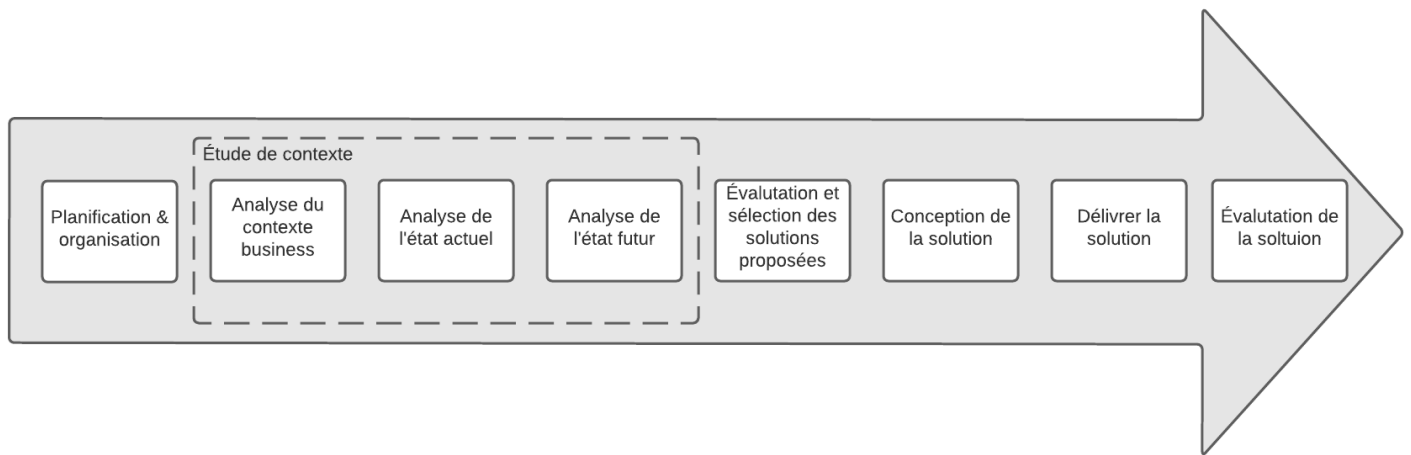 Étude de contexte
Planification &
organisation
Analyse du
contexte
business
Analyse de
l'état actuel
Analyse de
l'état futur
Évalutation et
sélection des
solutions
proposées
Conception de
la solution
Délivrer la
solution
Évalutation de
la soltuion